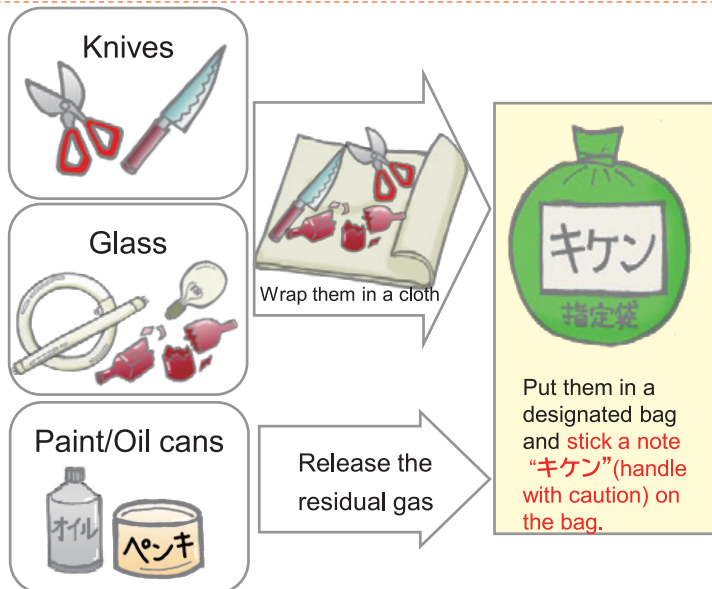 Knives
Glass
Wrap them in a cloth
Paint/Oil cans
オイル
ペンキ
Release the
residual gas
キケン
指定袋
Put them in a
designated bag
and stick a note
“キケン”(handle
with caution) on
the bag.